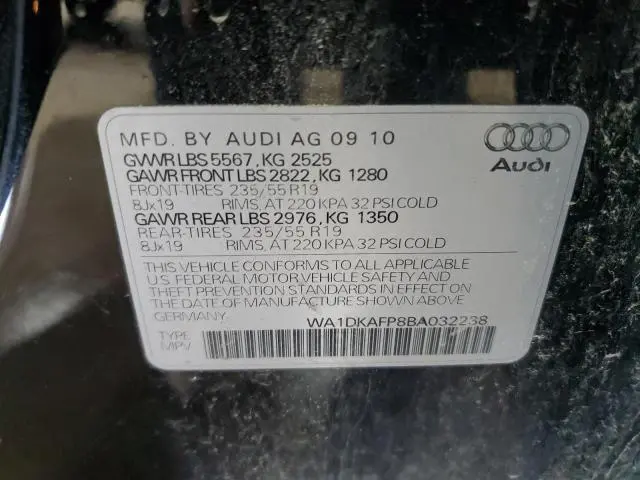 MFD. BY AUDI AG 09 10
GVWR LBS 5567, KG 2525
GAWR FRONT LBS 2822, KG 1280
FRONT-TIRES 235/55 R19
8Jx19 RIMS, AT 220 KPA 32 PSI COLD
GAWR REAR LBS 2976, KG 1350
REAR-TIRES 235/55 R19
8Jx19 RIMS, AT 220 KPA 32 PSI COLD
Audi
THIS VEHICLE CONFORMS TO ALL APPLICABLE
U.S. FEDERAL MOTOR VEHICLE SAFETY AND
THEFT PREVENTION STANDARDS IN EFFECT ON
THE DATE OF MANUFACTURE SHOWN ABOVE
GERMANY WA1DKAFP8BA032238
TYPE
MPV